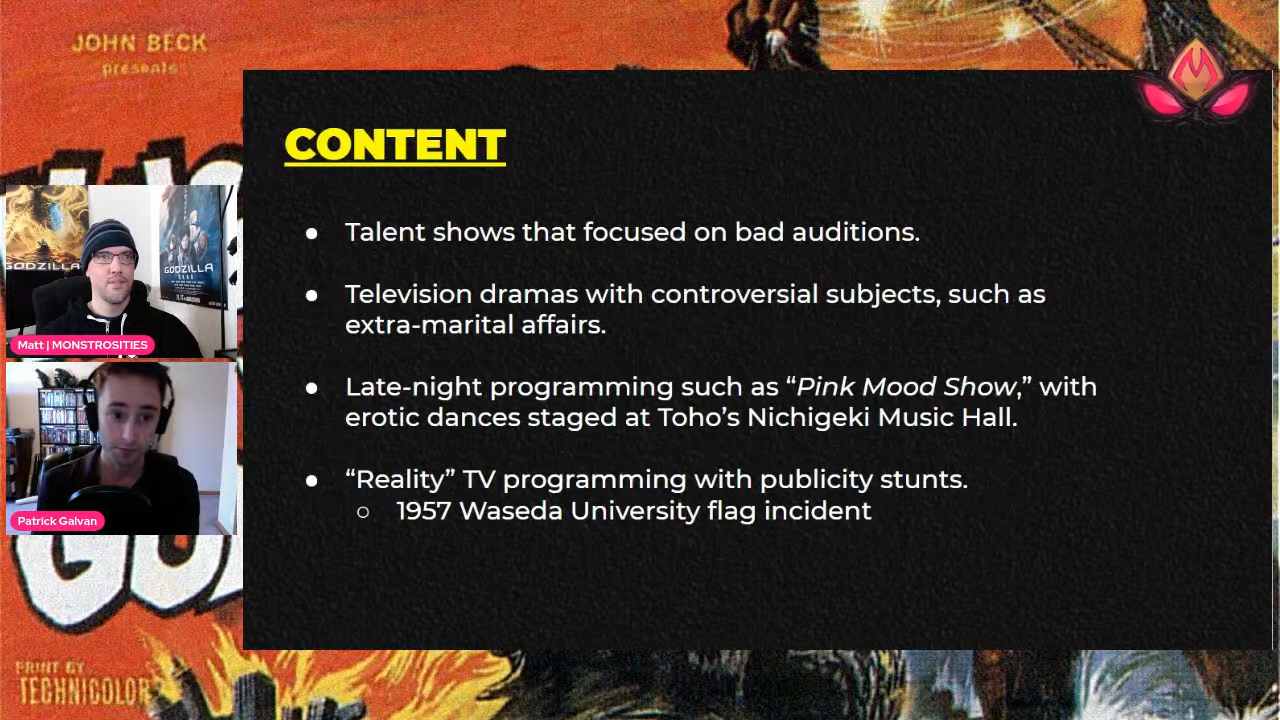 JOHN BECK
presents
CONTENT
● Talent shows that focused on bad auditions.
● Television dramas with controversial subjects, such as
extra-marital affairs.
● Late-night programming such as “Pink Mood Show,” with
erotic dances staged at Toho’s Nichigeki Music Hall.
● “Reality” TV programming with publicity stunts.
○ 1957 Waseda University flag incident
GODZILLA
GODZILLA
Matt | MONSTROSITIES
Patrick Galvan
PRINT BY
TECHNICOLOR